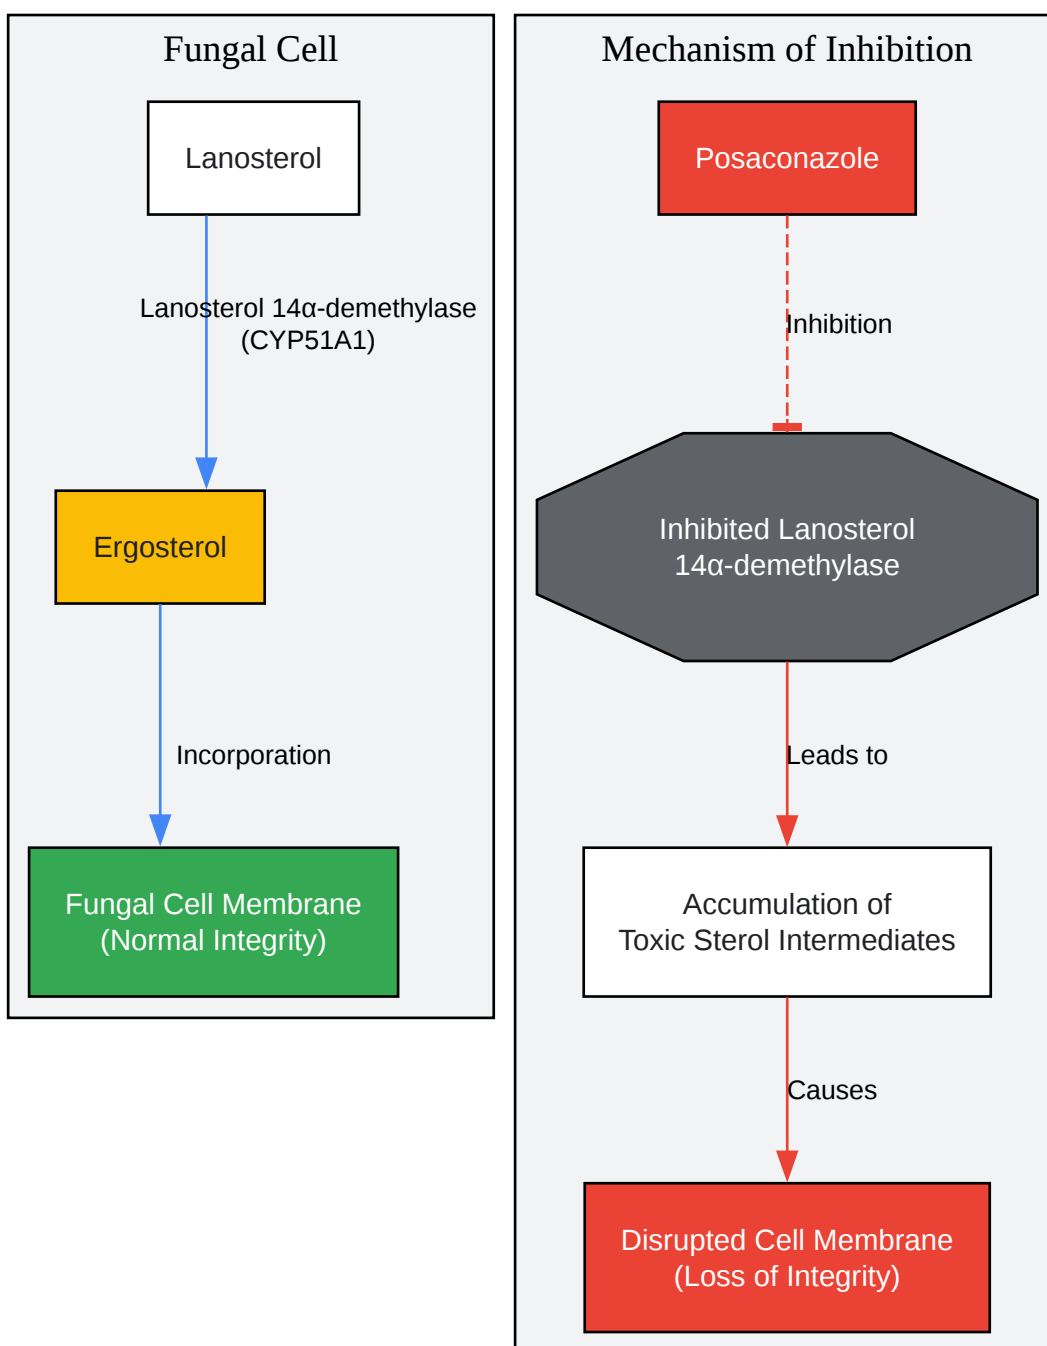 Fungal Cell
Lanosterol
Lanosterol 14α-demethylase
(CYP51A1)
Ergosterol
Incorporation
Fungal Cell Membrane
(Normal Integrity)
Mechanism of Inhibition
Posaconazole
Inhibition
Inhibited Lanosterol
14α-demethylase
Leads to
Accumulation of
Toxic Sterol Intermediates
Causes
Disrupted Cell Membrane
(Loss of Integrity)